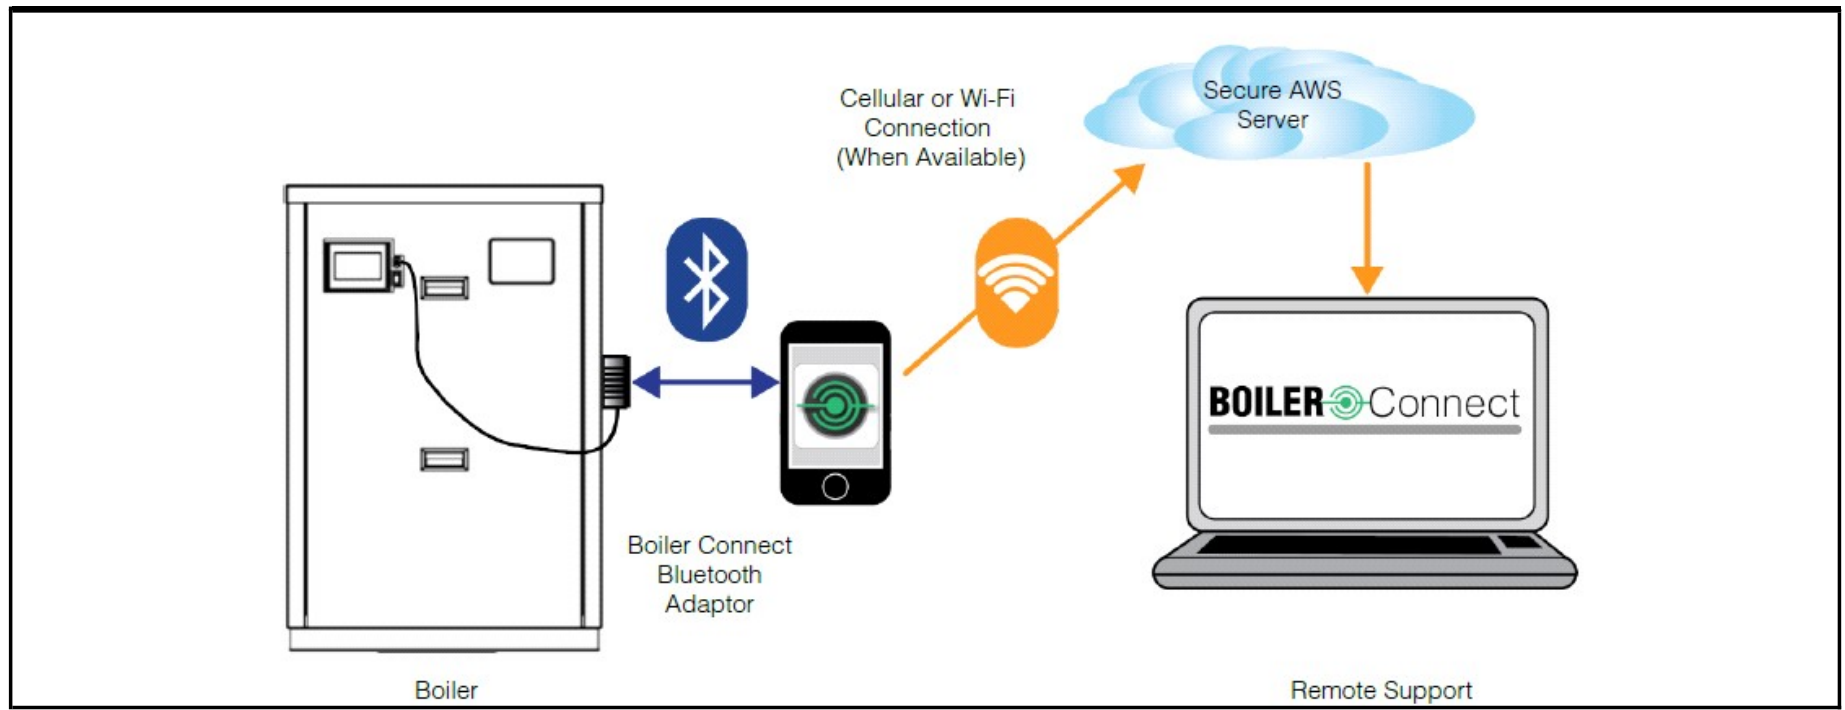 Cellular or Wi-Fi
Connection
(When Available)
Secure AWS
Server
BOILER Connect
Boiler Connect
Bluetooth
Adaptor
Boiler
Remote Support